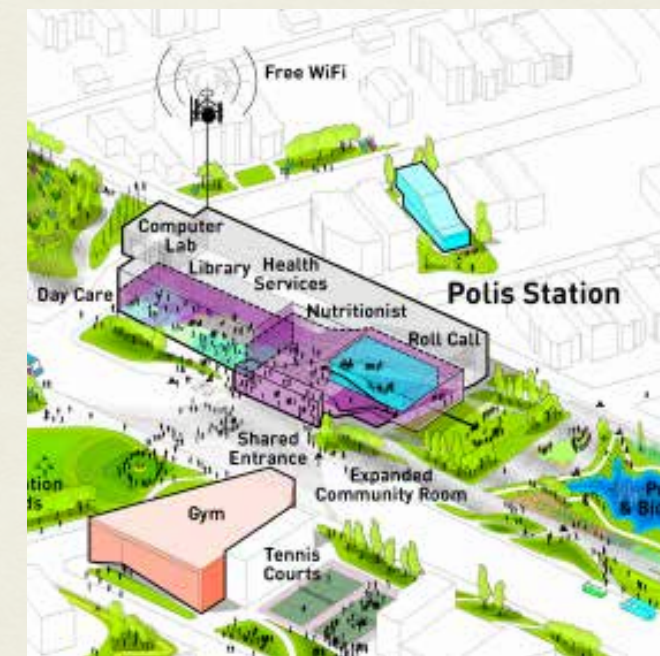 Free WiFi
Computer
Lab
Library
Health
Services
Day Care
Nutritionist
Polis Station
Roll Call
Shared
Entrance
Expanded
Community Room
Gym
Tennis
Courts